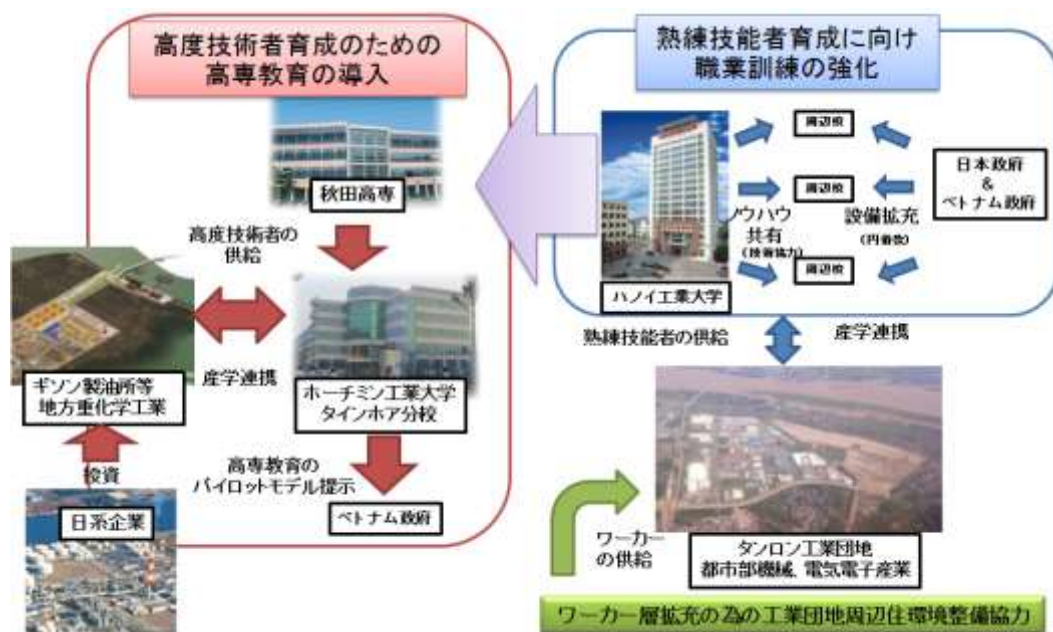 高度技術者育成のための
高専教育の導入
秋田高専
高度技術者の
供給
産学連携
ギソン製油所等
地方重化学工業
ホーチミン工業大学
タインホア分校
投資
日系企業
高専教育の
パイロットモデル提示
ベトナム政府
熟練技能者育成に向け
職業訓練の強化
周辺校
周辺校
周辺校
ノウハウ
共有
(技術協力)
設備拡充
(円借款)
日本政府
&
ベトナム政府
ハノイ工業大学
熟練技能者の供給
産学連携
ワーカー
の供給
タンロン工業団地
都市部機械、電気電子産業
ワーカー層拡充の為の工業団地周辺住環境整備協力